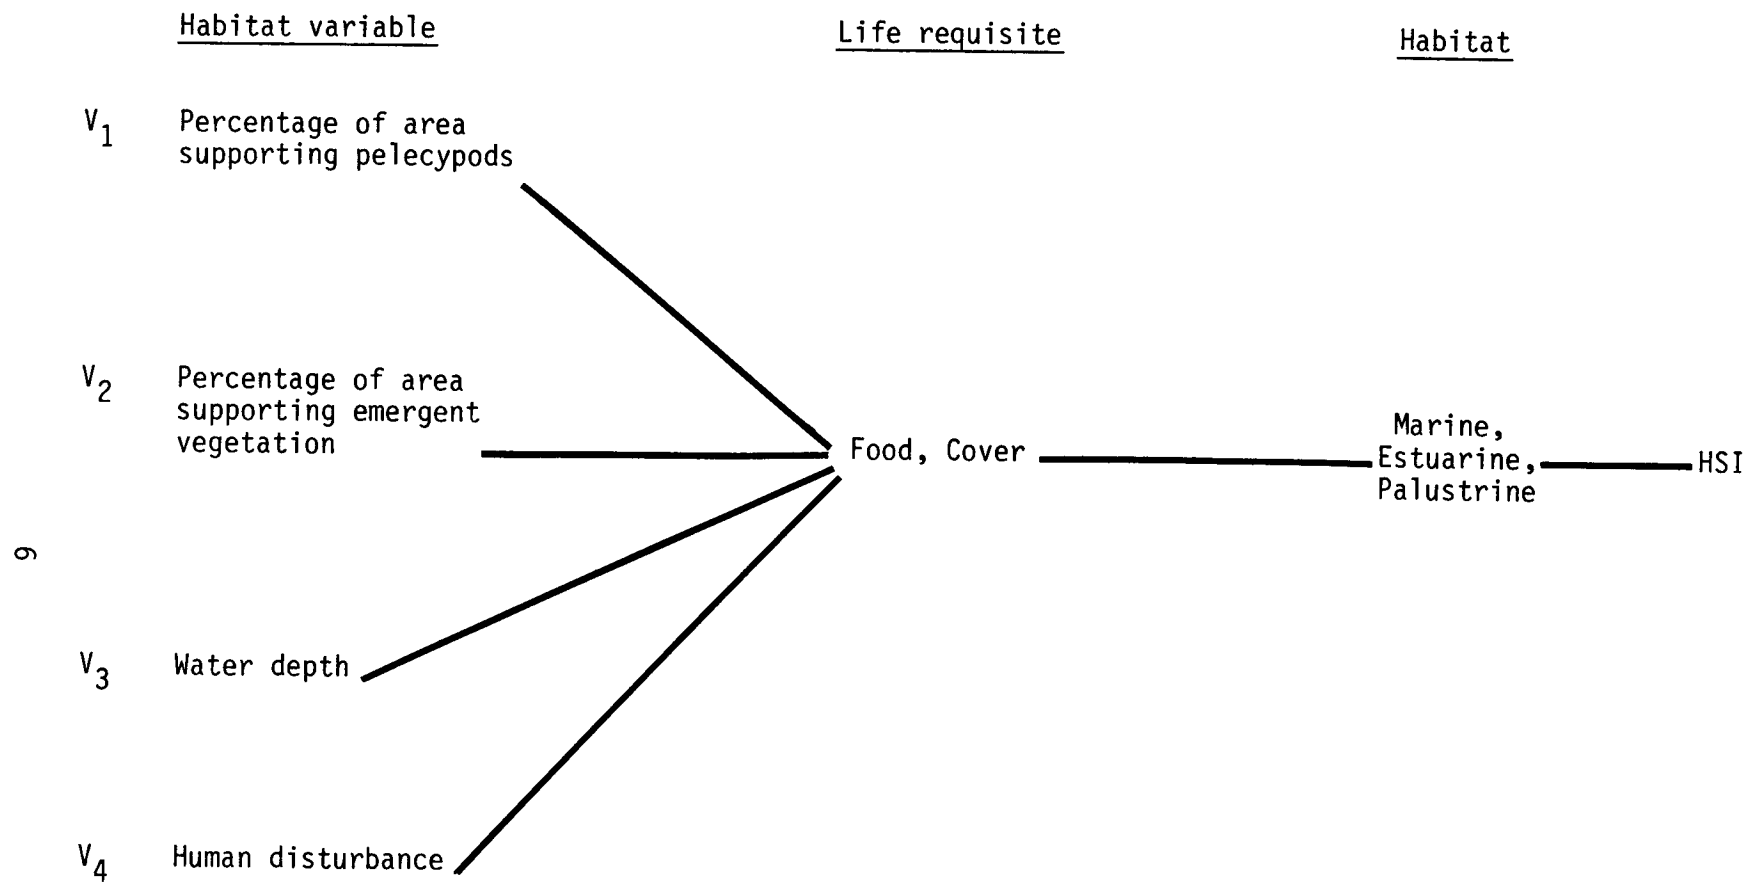 Habitat variable
Life requisite
Habitat
V1 Percentage of area
supporting pelecypods
V2 Percentage of area
supporting emergent
vegetation
Food, Cover
Marine,
Estuarine,
Palustrine
HSI
V3 Water depth
V4 Human disturbance
6